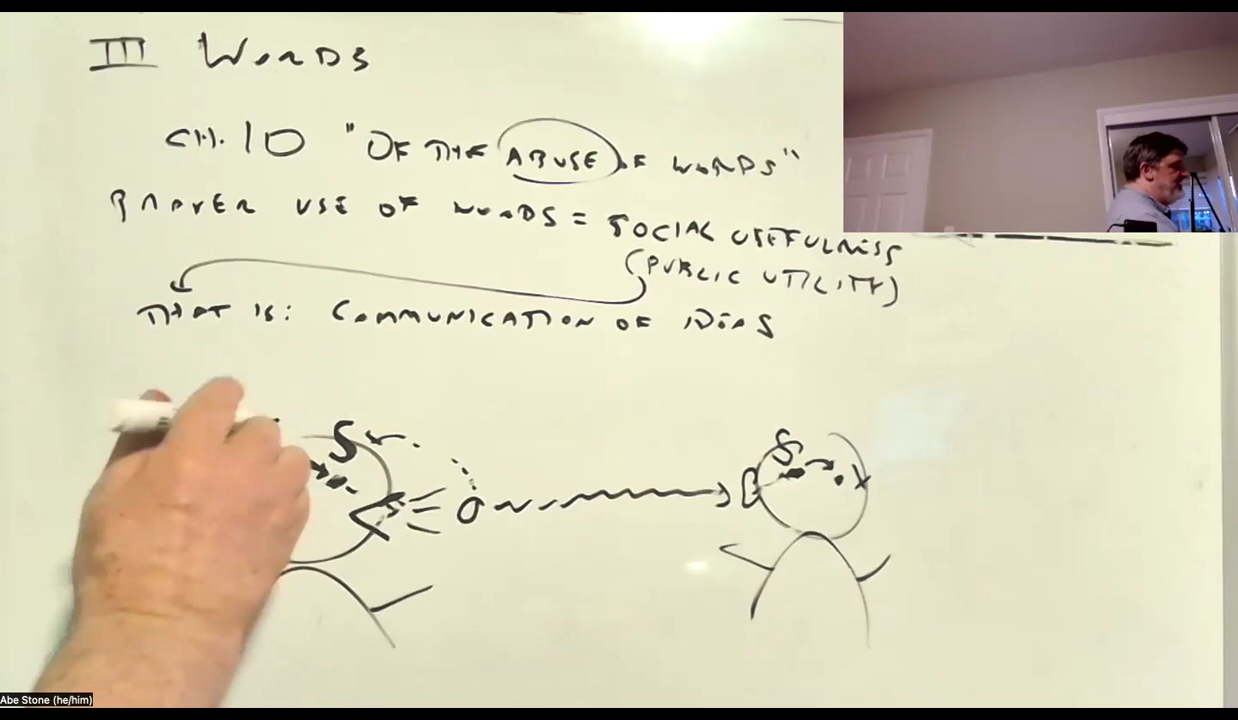 III WORDS
CH. 10 "OF THE ABUSE OF WORDS"
PROPER USE OF WORDS = SOCIAL USEFULNESS
(PUBLIC UTILITY)
THAT IS: COMMUNICATION OF IDEAS
S
S
x
Abe Stone (he/him)